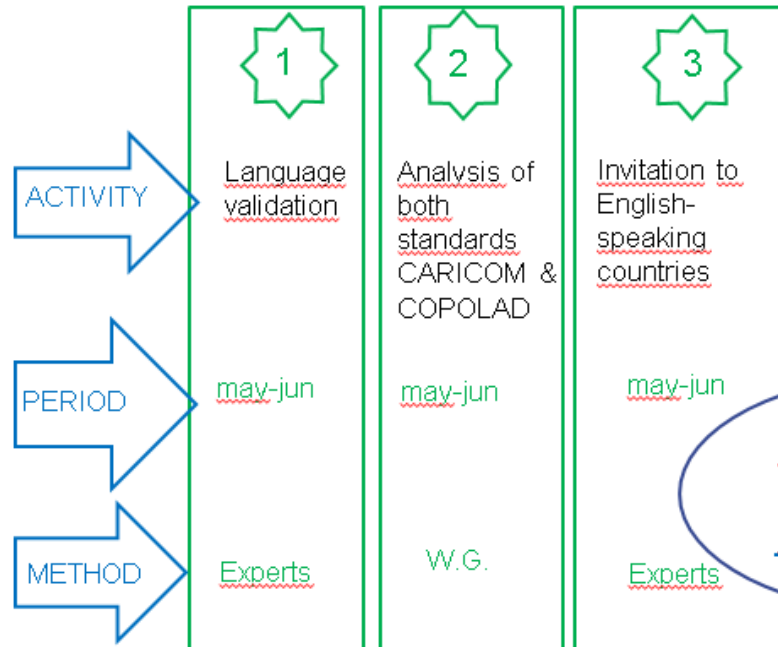 1
2
3
ACTIVITY
Language
validation
Analysis of
both
standards
CARICOM &
COPOLAD
Invitation to
English-
speaking
countries
PERIOD
may-jun
may-jun
may-jun
METHOD
Experts
W.G.
Experts